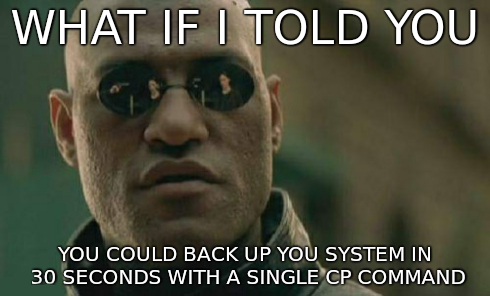 WHAT IF I TOLD YOU
YOU COULD BACK UP YOU SYSTEM IN
30 SECONDS WITH A SINGLE CP COMMAND